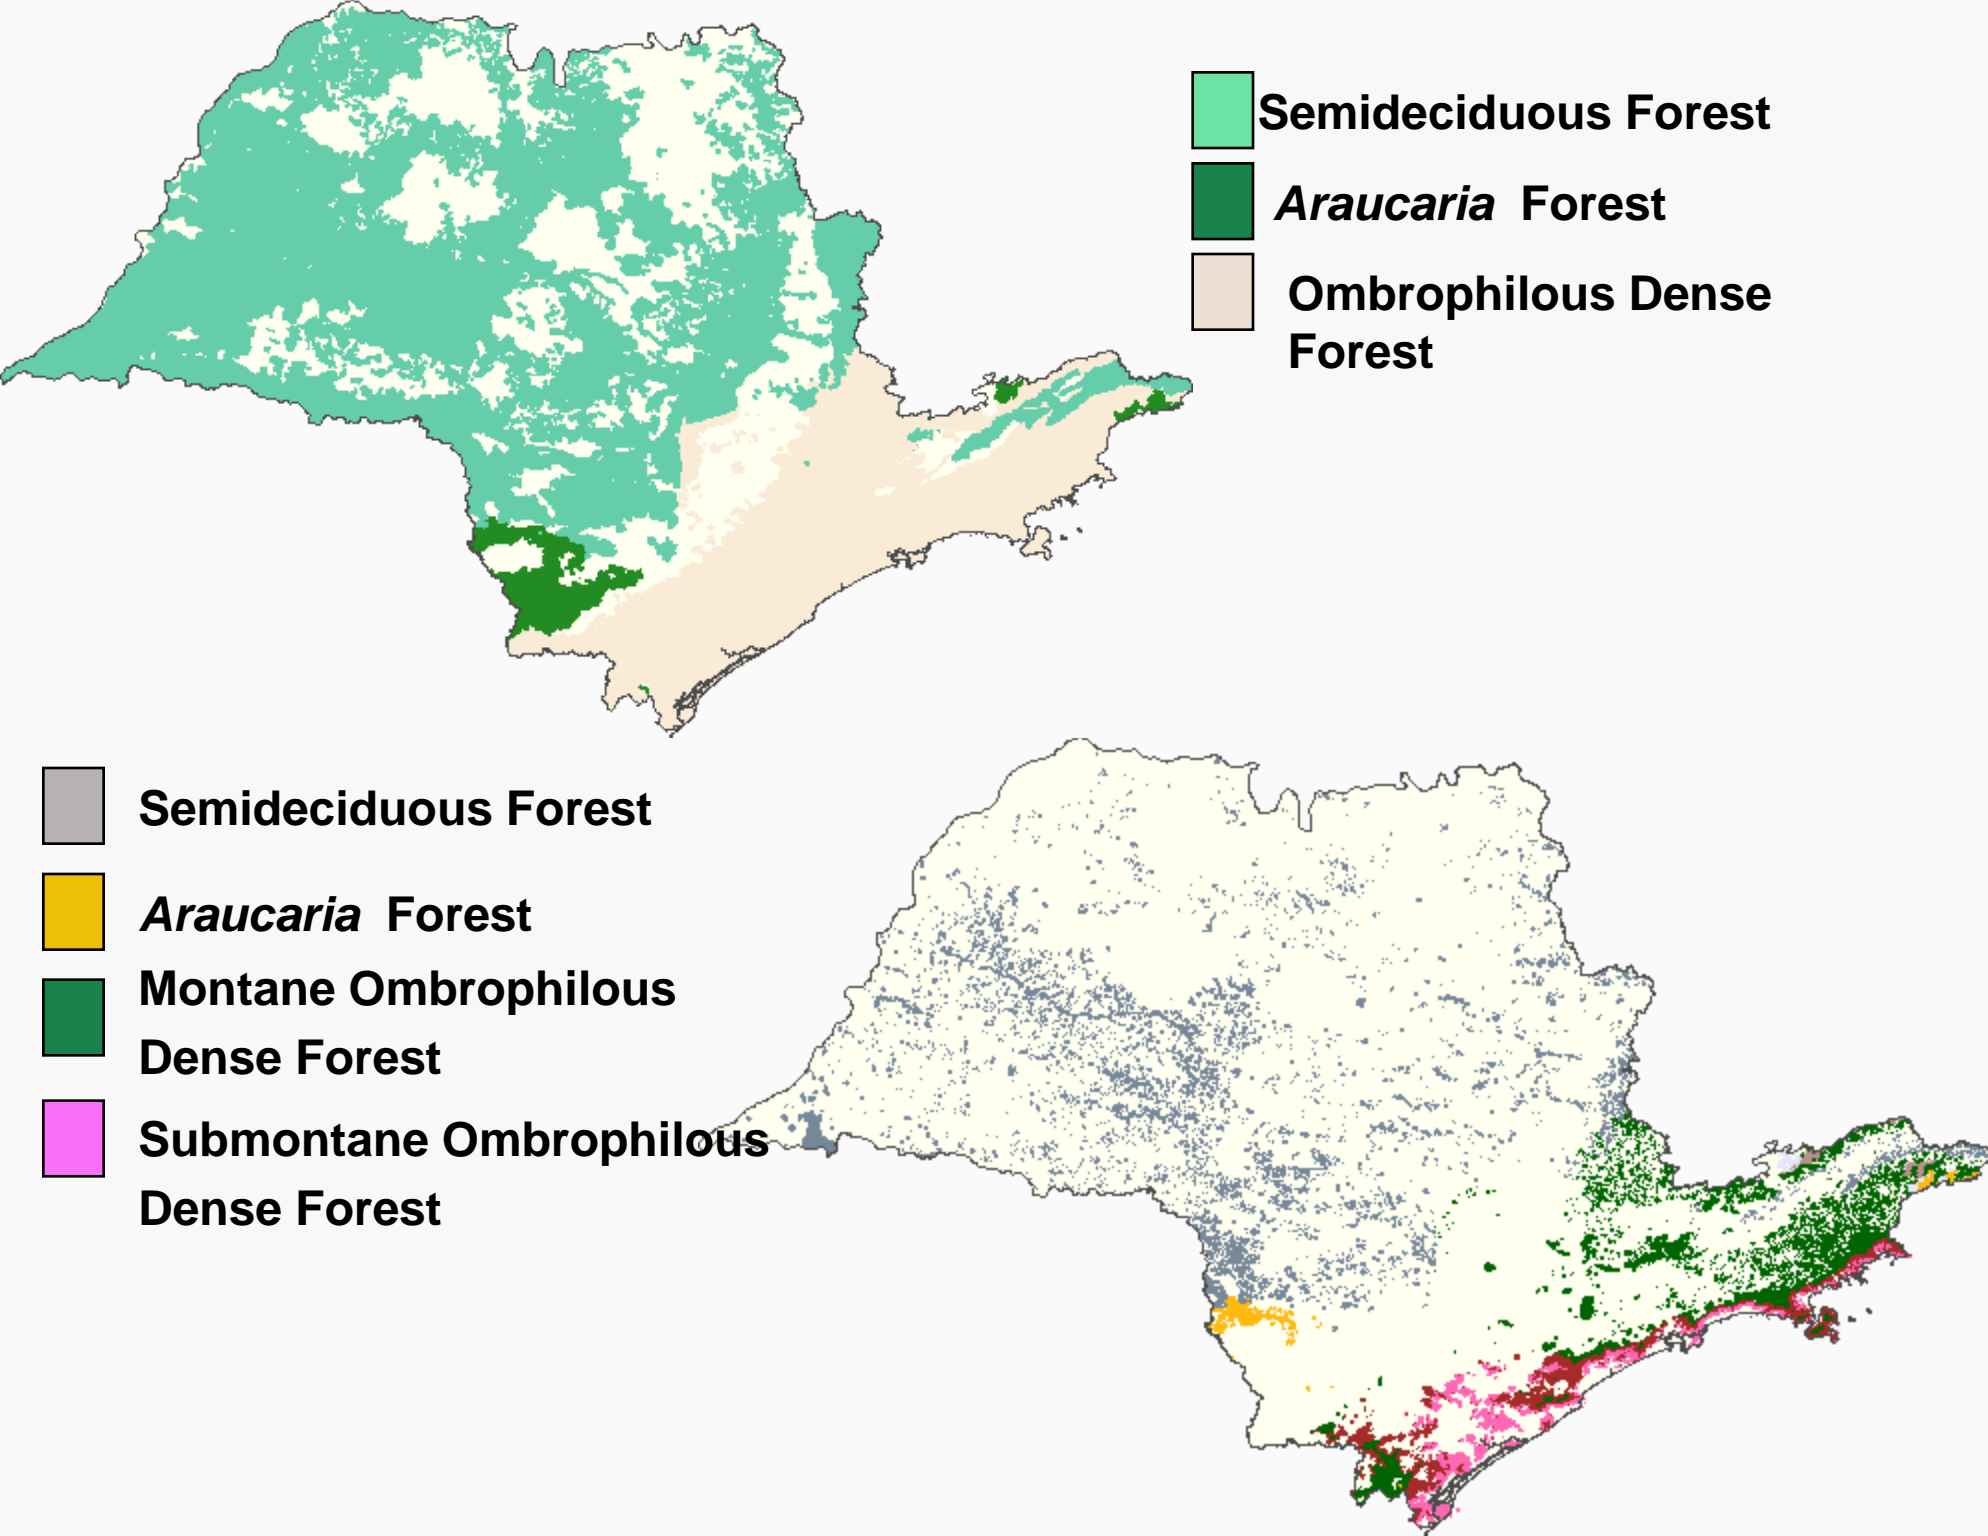 Semideciduous Forest
Araucaria Forest
Ombrophilous Dense
Forest
Semideciduous Forest
Araucaria Forest
Montane Ombrophilous
Dense Forest
Submontane Ombrophilous
Dense Forest